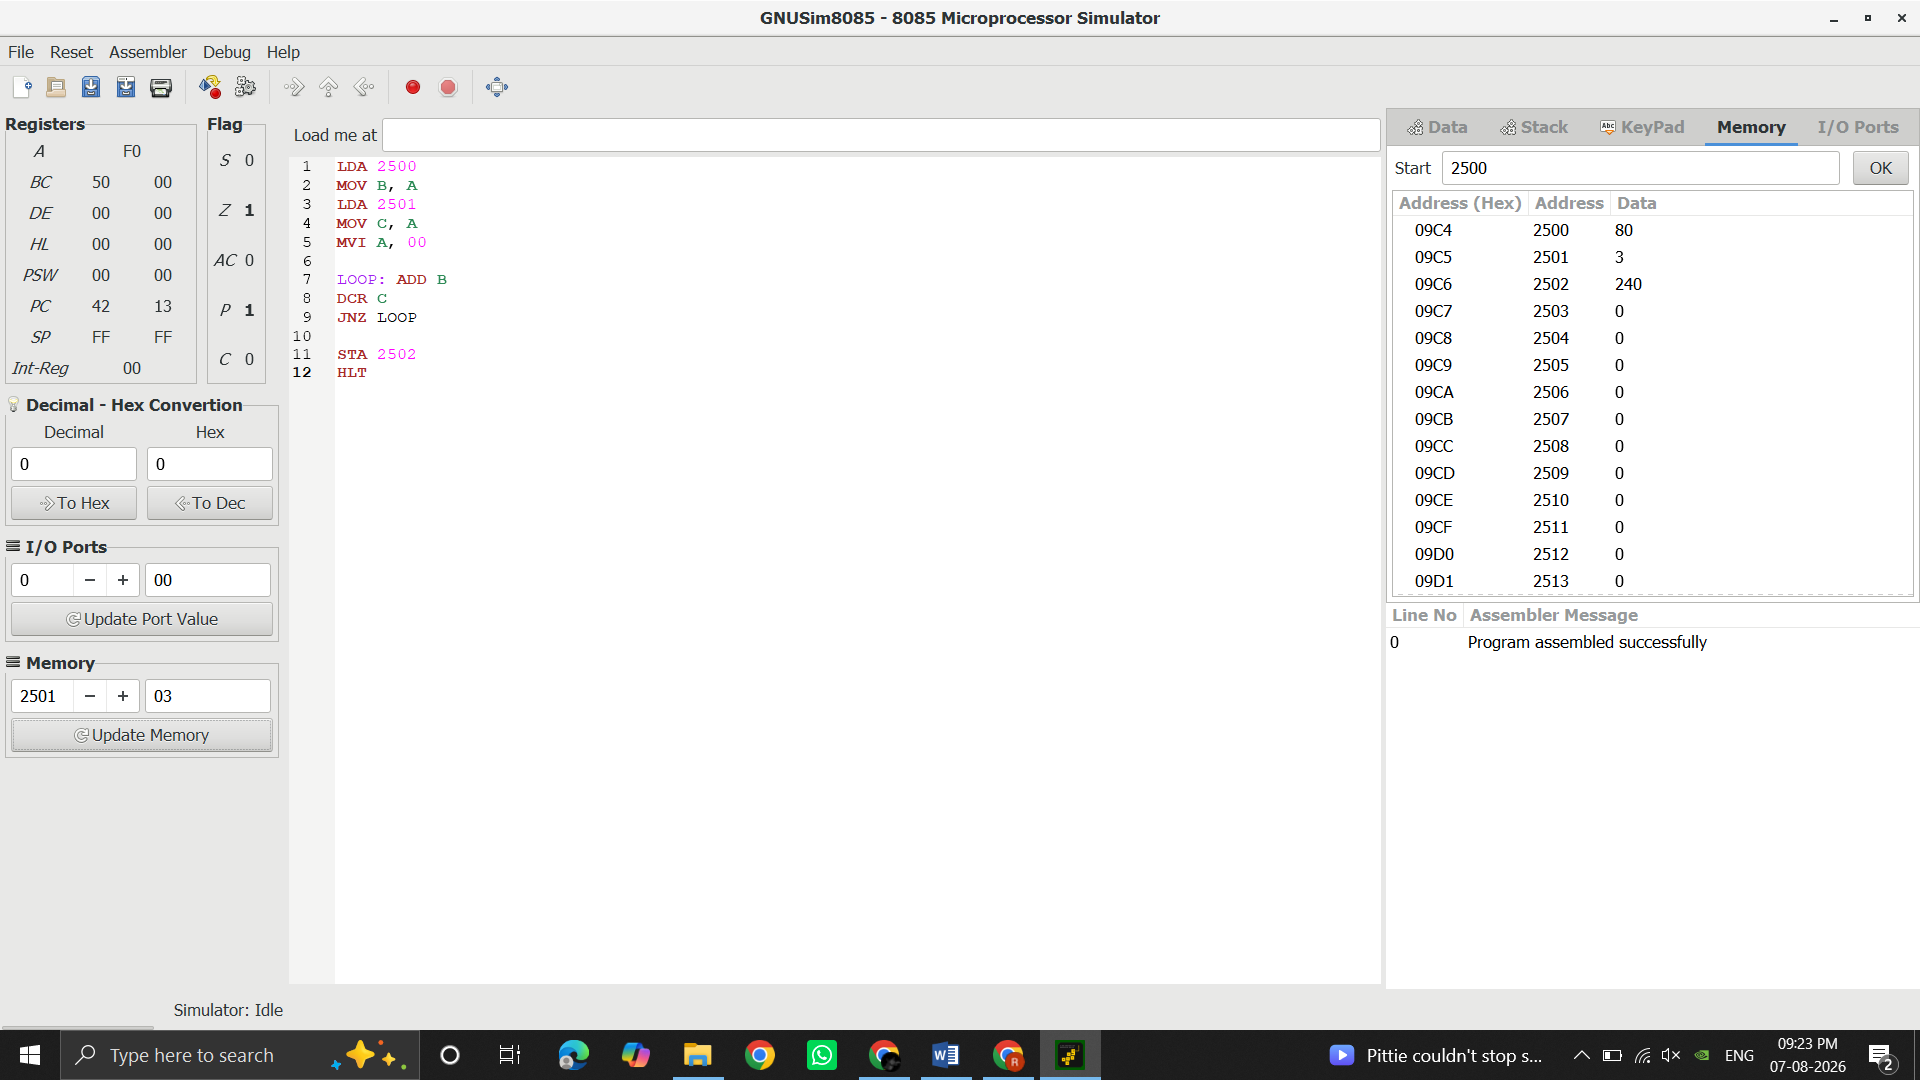 GNUSim8085 - 8085 Microprocessor Simulator
File Reset Assembler Debug Help
Registers
A F0
BC 50 00
DE 00 00
HL 00 00
PSW 00 00
PC 42 13
SP FF FF
Int-Reg 00
Flag
S 0
Z 1
AC 0
P 1
C 0
Decimal - Hex Convertion
Decimal Hex
0 0
To Hex To Dec
I/O Ports
0 − + 00
Update Port Value
Memory
2501 − + 03
Update Memory
Load me at
1 LDA 2500
2 MOV B, A
3 LDA 2501
4 MOV C, A
5 MVI A, 00
6
7 LOOP: ADD B
8 DCR C
9 JNZ LOOP
10
11 STA 2502
12 HLT
Data Stack Abc KeyPad Memory I/O Ports
Start 2500 OK
Address (Hex) Address Data
09C4 2500 80
09C5 2501 3
09C6 2502 240
09C7 2503 0
09C8 2504 0
09C9 2505 0
09CA 2506 0
09CB 2507 0
09CC 2508 0
09CD 2509 0
09CE 2510 0
09CF 2511 0
09D0 2512 0
09D1 2513 0
Line No Assembler Message
0 Program assembled successfully
Simulator: Idle
Type here to search
Pittie couldn't stop s...
ENG
09:23 PM
07-08-2026
2